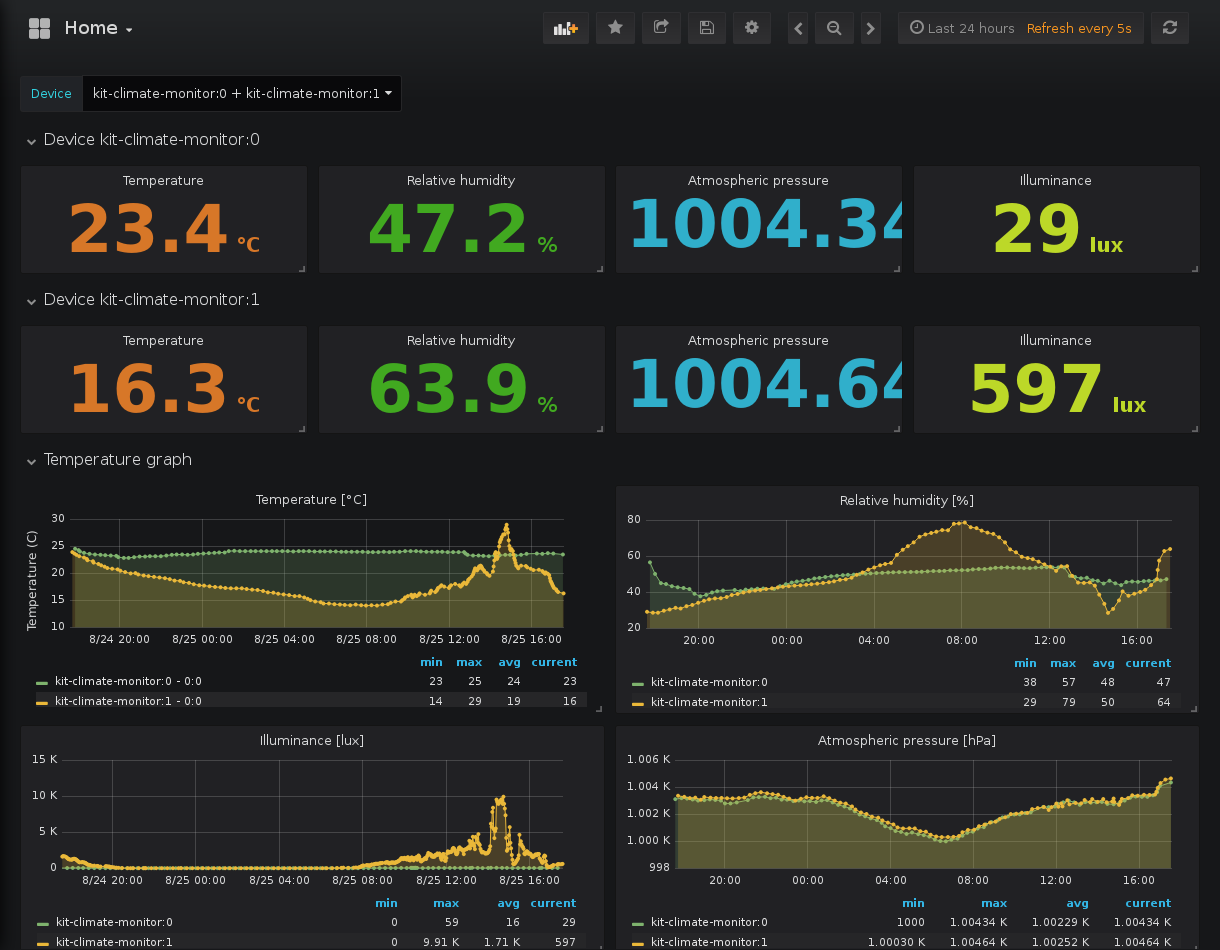 Home
Last 24 hours Refresh every 5s
Device kit-climate-monitor:0 + kit-climate-monitor:1
Device kit-climate-monitor:0
Temperature Relative humidity Atmospheric pressure Illuminance
23.4 °C 47.2 % 1004.34 29 lux
Device kit-climate-monitor:1
Temperature Relative humidity Atmospheric pressure Illuminance
16.3 °C 63.9 % 1004.64 597 lux
Temperature graph
Temperature [°C]
Temperature (C)
30
25
20
15
10
8/24 20:00 8/25 00:00 8/25 04:00 8/25 08:00 8/25 12:00 8/25 16:00
min max avg current
kit-climate-monitor:0 - 0:0 23 25 24 23
kit-climate-monitor:1 - 0:0 14 29 19 16
Relative humidity [%]
80
60
40
20
20:00 00:00 04:00 08:00 12:00 16:00
min max avg current
kit-climate-monitor:0 38 57 48 47
kit-climate-monitor:1 29 79 50 64
Illuminance [lux]
15 K
10 K
5 K
0
8/24 20:00 8/25 00:00 8/25 04:00 8/25 08:00 8/25 12:00 8/25 16:00
min max avg current
kit-climate-monitor:0 0 59 16 29
kit-climate-monitor:1 0 9.91 K 1.71 K 597
Atmospheric pressure [hPa]
1.006 K
1.004 K
1.002 K
1.000 K
998
20:00 00:00 04:00 08:00 12:00 16:00
min max avg current
kit-climate-monitor:0 1000 1.00434 K 1.00229 K 1.00434 K
kit-climate-monitor:1 1.00030 K 1.00464 K 1.00252 K 1.00464 K